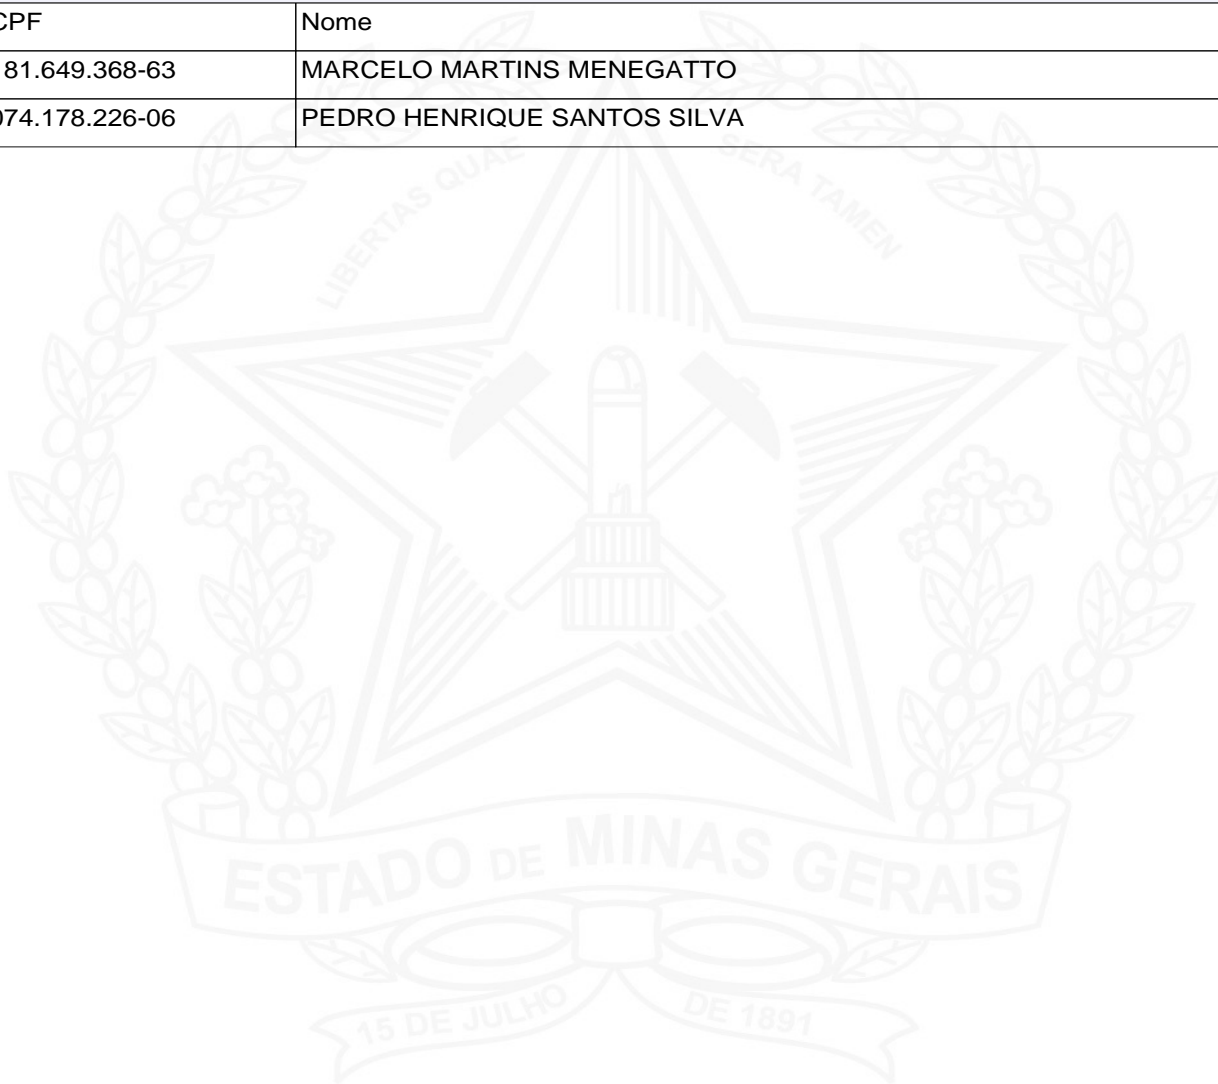 CPF Nome
81.649.368-63 MARCELO MARTINS MENEGATTO
074.178.226-06 PEDRO HENRIQUE SANTOS SILVA
LIBERTAS QUAE SERA TAMEN
ESTADO DE MINAS GERAIS
15 DE JULHO DE 1891